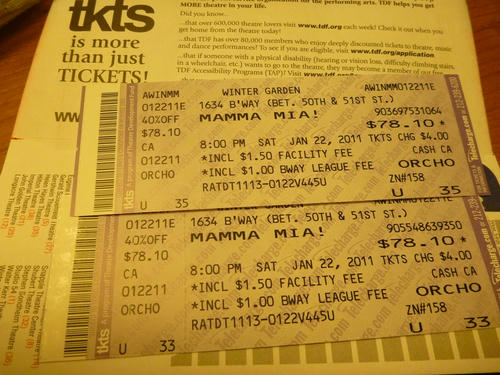 MORE theatre in your life.
Did you know...
...that over 600,000 theatre lovers visit www.tdf.org each week! Check it out when you
get home from the theatre today!
...that TDF has over 80,000 members who enjoy deeply discounted tickets to theatre, music
and dance performances? To see if you are eligible, visit www.tdf.org/application
...that if someone with a physical disability (hearing or vision loss, difficulty climbing stairs,
in a wheelchair, etc.) wants to go to the theatre, they may become a member of our free
TDF Accessibility Programs (TAP)! Visit
tkts
is more
than just
TICKETS!
AWINMM WINTER GARDEN AWINMM012211E
012211E 1634 B'WAY (BET. 50TH & 51ST ST.)
40%OFF MAMMA MIA! 903697531064
$78.10 $78.10*
CA 8:00 PM SAT JAN 22, 2011 TKTS CHG $4.00
012211 *INCL $1.50 FACILITY FEE CASH CA
ORCHO *INCL $1.00 BWAY LEAGUE FEE ORCHO
RATDT1113-0122V445U ZN#158
U 35 U 35
012211E 1634 B'WAY (BET. 50TH & 51ST ST.)
40%OFF MAMMA MIA! 905548639350
$78.10 $78.10*
CA 8:00 PM SAT JAN 22, 2011 TKTS CHG $4.00
012211 *INCL $1.50 FACILITY FEE CASH CA
ORCHO *INCL $1.00 BWAY LEAGUE FEE ORCHO
RATDT1113-0122V445U ZN#158
U 33 U 33